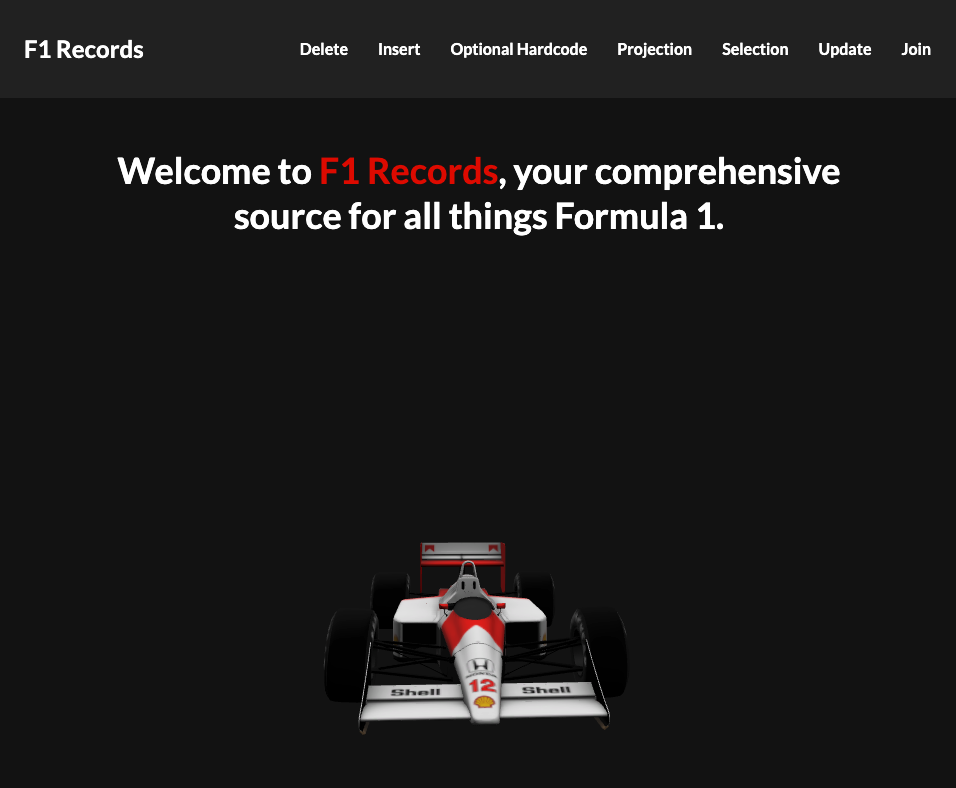 F1 Records
Delete
Insert
Optional Hardcode
Projection
Selection
Update
Join
Welcome to F1 Records, your comprehensive
source for all things Formula 1.
Shell
12
Shell